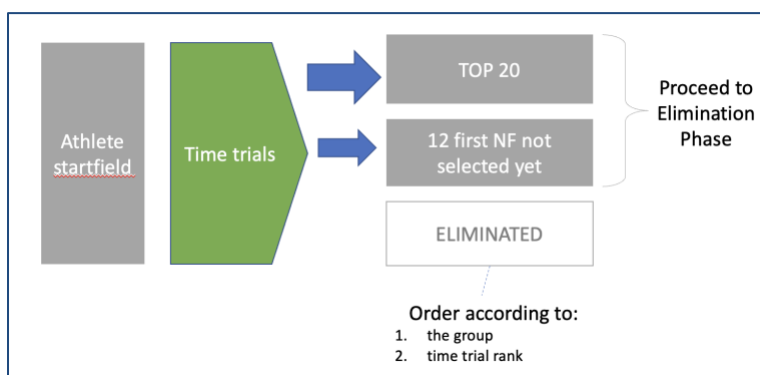 Athlete
startfield
Time trials
TOP 20
12 first NF not
selected yet
ELIMINATED
Proceed to
Elimination
Phase
Order according to:
1. the group
2. time trial rank